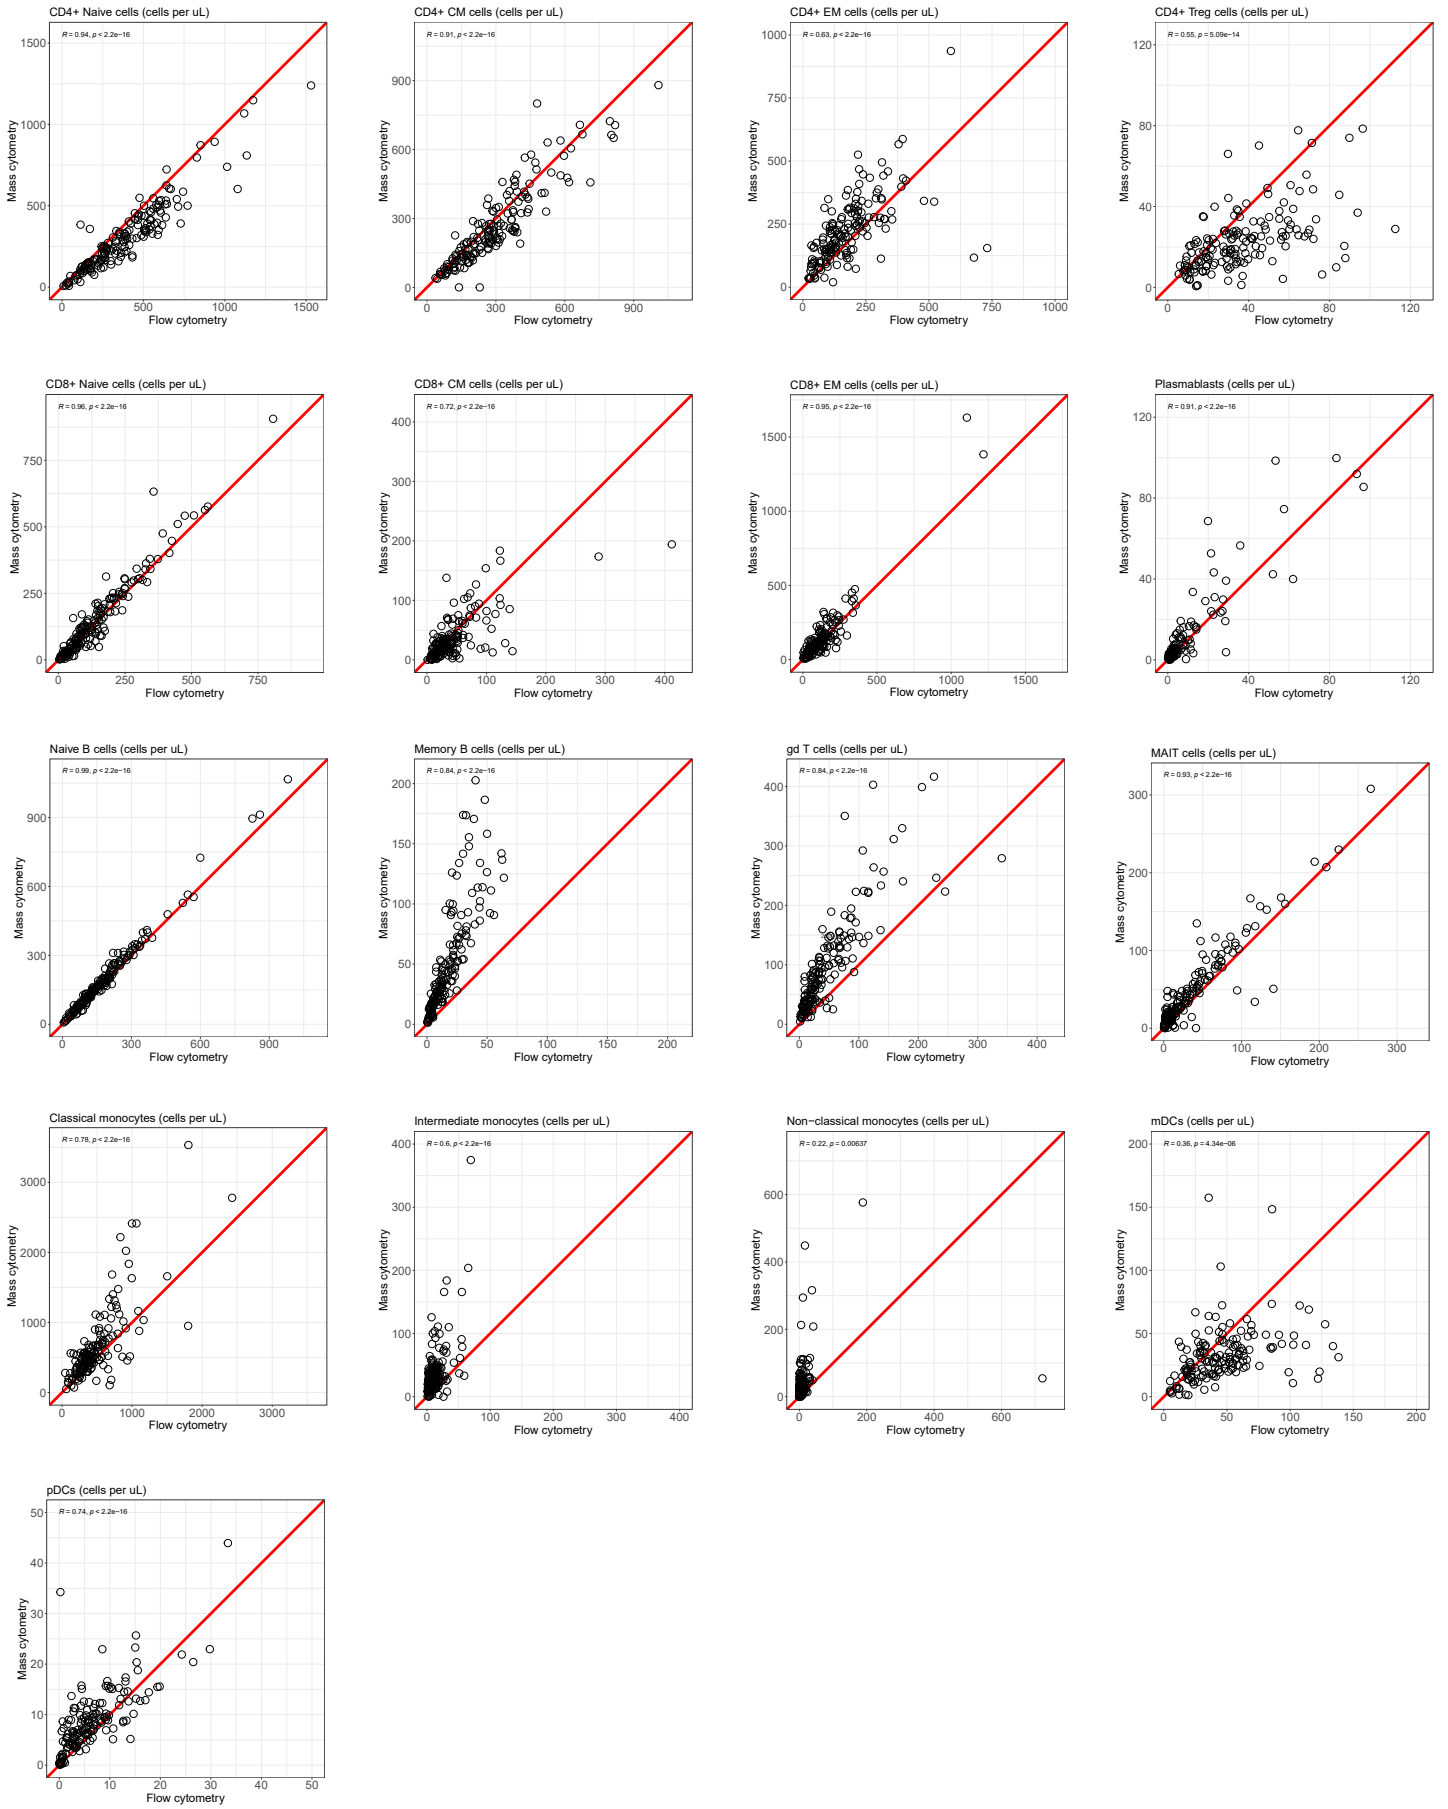 CD4+ Naive cells (cells per uL)
R = 0.94, p < 2.2e−16
Mass cytometry
1500
1000
500
0
0 500 1000 1500
Flow cytometry
CD4+ CM cells (cells per uL)
R = 0.91, p < 2.2e−16
Mass cytometry
900
600
300
0
0 300 600 900
Flow cytometry
CD4+ EM cells (cells per uL)
R = 0.63, p < 2.2e−16
Mass cytometry
1000
750
500
250
0
0 250 500 750 1000
Flow cytometry
CD4+ Treg cells (cells per uL)
R = 0.55, p = 5.09e−14
Mass cytometry
120
80
40
0
0 40 80 120
Flow cytometry
CD8+ Naive cells (cells per uL)
R = 0.96, p < 2.2e−16
Mass cytometry
750
500
250
0
0 250 500 750
Flow cytometry
CD8+ CM cells (cells per uL)
R = 0.72, p < 2.2e−16
Mass cytometry
400
300
200
100
0
0 100 200 300 400
Flow cytometry
CD8+ EM cells (cells per uL)
R = 0.95, p < 2.2e−16
Mass cytometry
1500
1000
500
0
0 500 1000 1500
Flow cytometry
Plasmablasts (cells per uL)
R = 0.91, p < 2.2e−16
Mass cytometry
120
80
40
0
0 40 80 120
Flow cytometry
Naive B cells (cells per uL)
R = 0.99, p < 2.2e−16
Mass cytometry
900
600
300
0
0 300 600 900
Flow cytometry
Memory B cells (cells per uL)
R = 0.84, p < 2.2e−16
Mass cytometry
200
150
100
50
0
0 50 100 150 200
Flow cytometry
gd T cells (cells per uL)
R = 0.84, p < 2.2e−16
Mass cytometry
400
300
200
100
0
0 100 200 300 400
Flow cytometry
MAIT cells (cells per uL)
R = 0.93, p < 2.2e−16
Mass cytometry
300
200
100
0
0 100 200 300
Flow cytometry
Classical monocytes (cells per uL)
R = 0.78, p < 2.2e−16
Mass cytometry
3000
2000
1000
0
0 1000 2000 3000
Flow cytometry
Intermediate monocytes (cells per uL)
R = 0.6, p < 2.2e−16
Mass cytometry
400
300
200
100
0
0 100 200 300 400
Flow cytometry
Non−classical monocytes (cells per uL)
R = 0.22, p = 0.00637
Mass cytometry
600
400
200
0
0 200 400 600
Flow cytometry
mDCs (cells per uL)
R = 0.36, p = 4.34e−06
Mass cytometry
200
150
100
50
0
0 50 100 150 200
Flow cytometry
pDCs (cells per uL)
R = 0.74, p < 2.2e−16
Mass cytometry
50
40
30
20
10
0
0 10 20 30 40 50
Flow cytometry